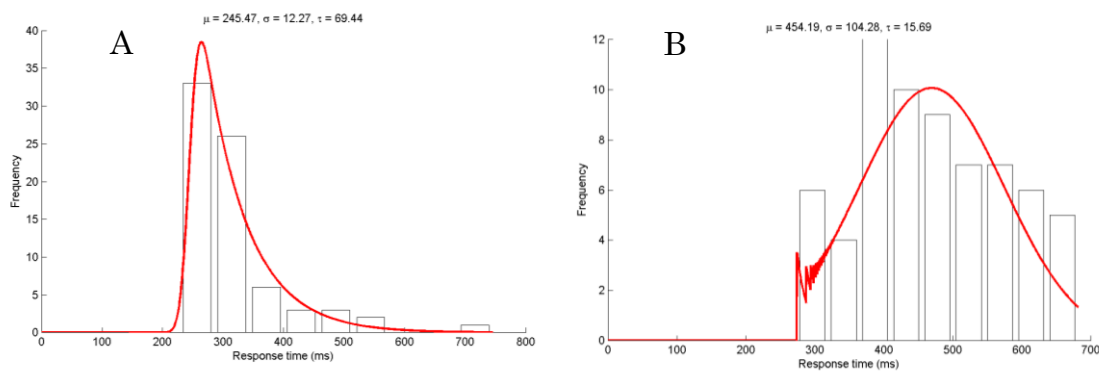 A
μ = 245.47, σ = 12.27, τ = 69.44
40
35
30
25
20
15
10
5
0
Frequency
0 100 200 300 400 500 600 700 800
Response time (ms)
B
μ = 454.19, σ = 104.28, τ = 15.69
12
10
8
6
4
2
0
Frequency
0 100 200 300 400 500 600 700
Response time (ms)